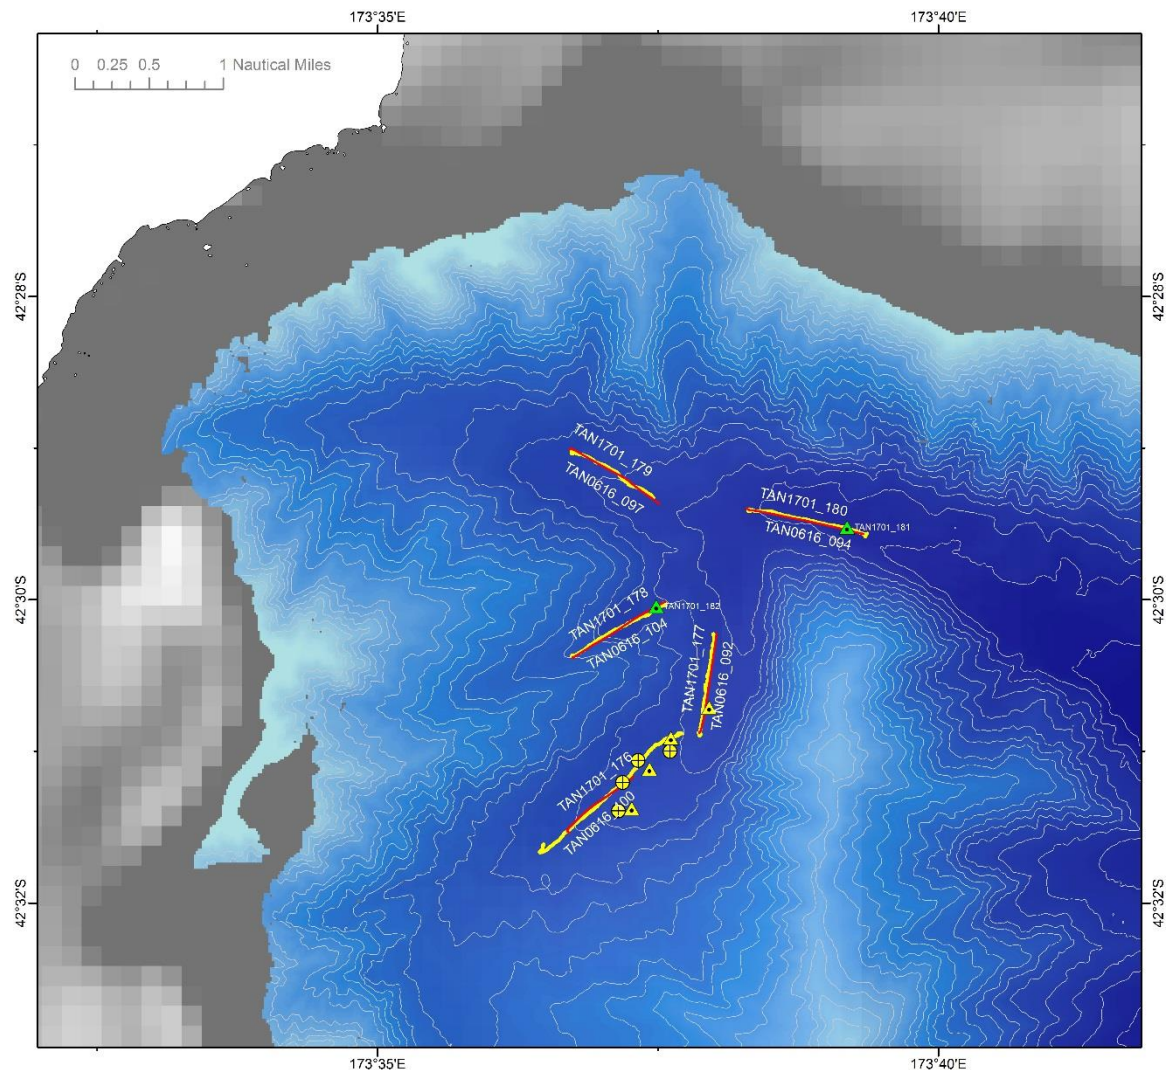 173°35'E
173°40'E
0 0.25 0.5 1 Nautical Miles
42°28'S
42°28'S
TAN1701_179
TAN0616_097
TAN1701_180
TAN1701_181
TAN0616_094
42°30'S
42°30'S
TAN1701_178
TAN1701_182
TAN0616_104
TAN1701_177
TAN0616_092
TAN1701_176
TAN0616_100
42°32'S
42°32'S
173°35'E
173°40'E